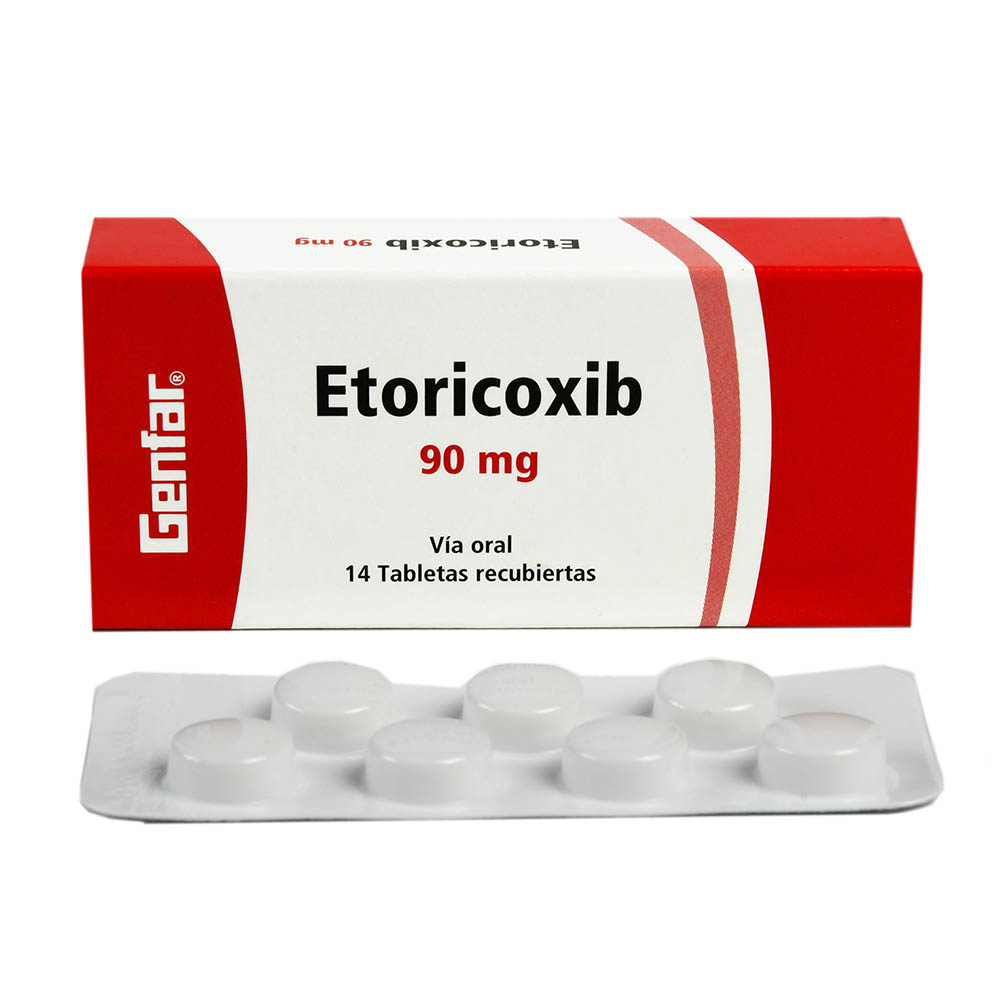 Etoricoxib 90 mg
Genfar®
Etoricoxib
90 mg
Vía oral
14 Tabletas recubiertas